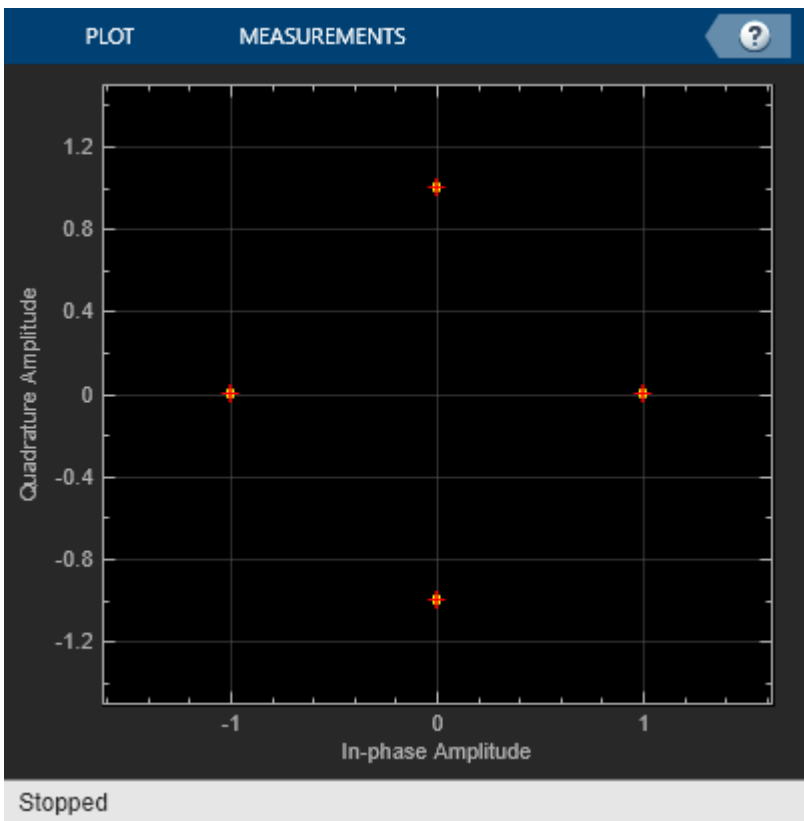 PLOT MEASUREMENTS ?
1.2
0.8
0.4
0
-0.4
-0.8
-1.2
Quadrature Amplitude
-1 0 1
In-phase Amplitude
Stopped